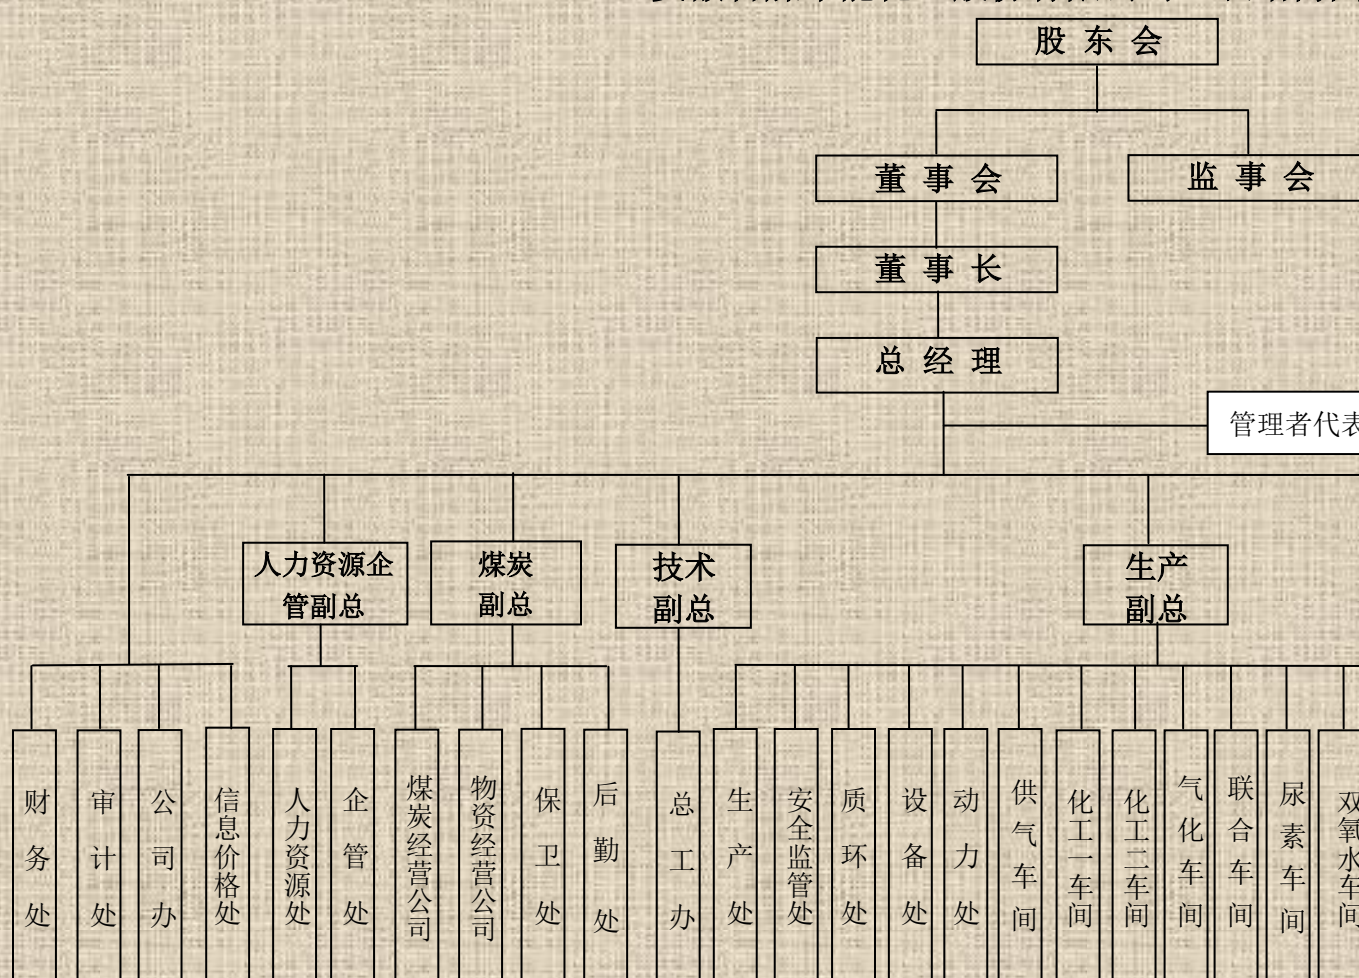 股东会
董事会
监事会
董事长
总经理
管理者代表
人力资源企
管副总
煤炭
副总
技术
副总
生产
副总
财务处
审计处
公司办
信息价格处
人力资源处
企管处
煤炭经营公司
物资经营公司
保卫处
后勤处
总工办
生产处
安全监管处
质环处
设备处
动力处
供气车间
化工一车间
化工二车间
气化车间
联合车间
尿素车间
双氧水车间